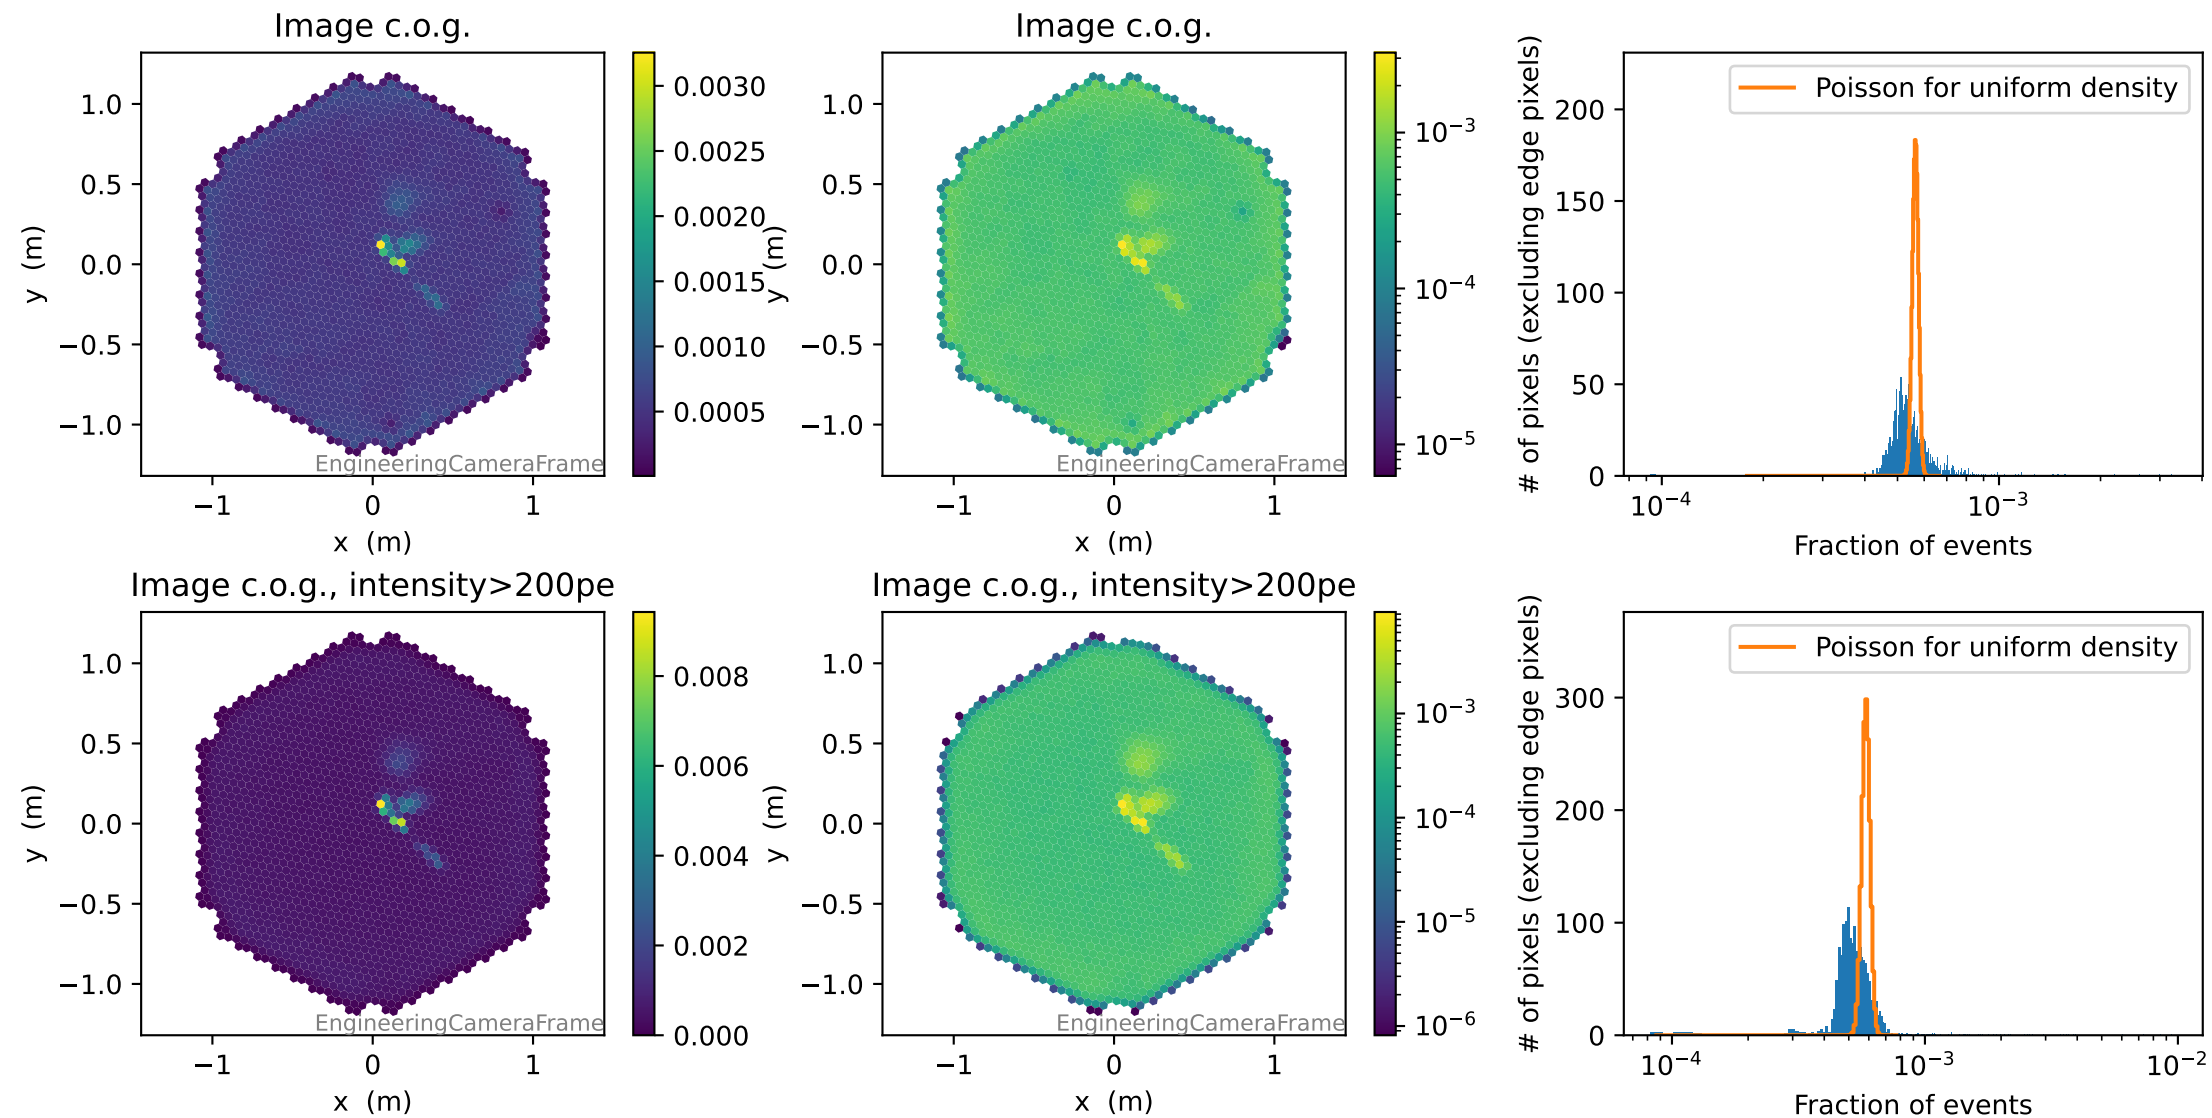 Image c.o.g.
1.0
0.5
0.0
−0.5
−1.0
y (m)
−1
0
1
x (m)
EngineeringCameraFrame
0.0030
0.0025
0.0020
0.0015
0.0010
0.0005
Image c.o.g.
1.0
0.5
0.0
−0.5
−1.0
y (m)
−1
0
1
x (m)
EngineeringCameraFrame
10⁻³
10⁻⁴
10⁻⁵
# of pixels (excluding edge pixels)
200
150
100
50
0
Poisson for uniform density
10⁻⁴
10⁻³
Fraction of events
Image c.o.g., intensity>200pe
1.0
0.5
0.0
−0.5
−1.0
y (m)
−1
0
1
x (m)
EngineeringCameraFrame
0.008
0.006
0.004
0.002
0.000
Image c.o.g., intensity>200pe
1.0
0.5
0.0
−0.5
−1.0
y (m)
−1
0
1
x (m)
EngineeringCameraFrame
10⁻³
10⁻⁴
10⁻⁵
10⁻⁶
# of pixels (excluding edge pixels)
300
200
100
0
Poisson for uniform density
10⁻⁴
10⁻³
10⁻²
Fraction of events